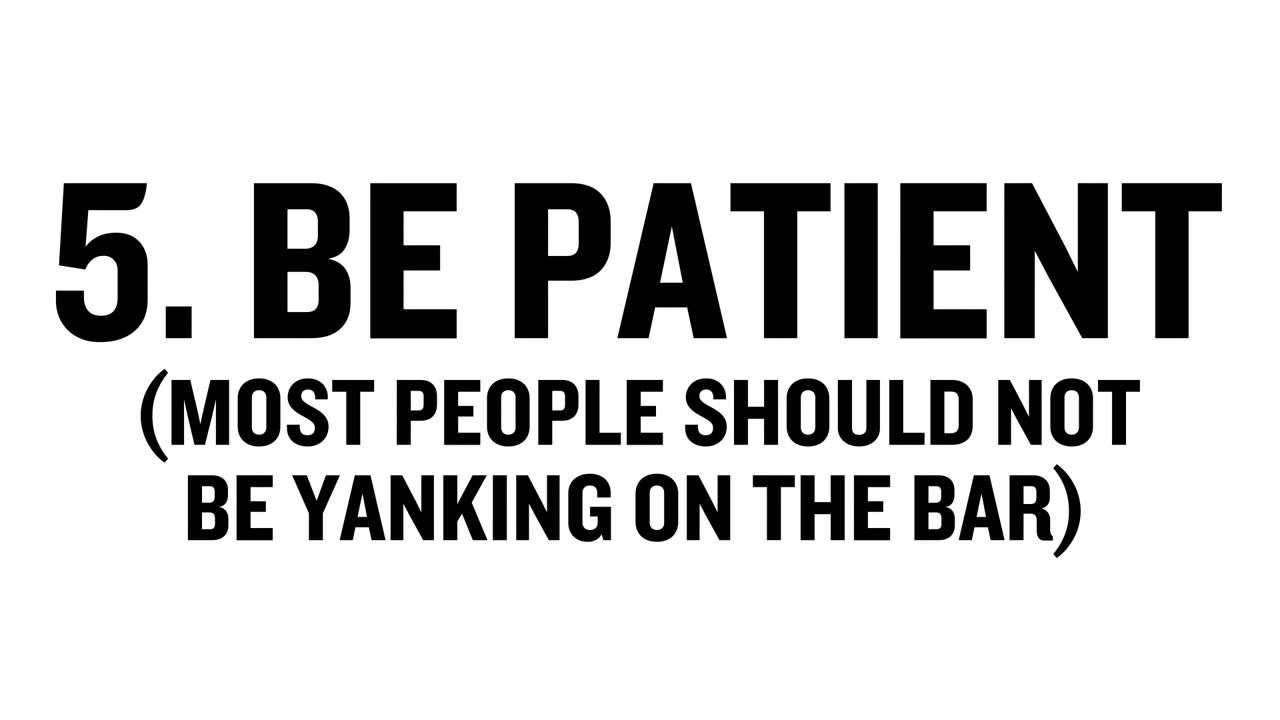 5. BE PATIENT
(MOST PEOPLE SHOULD NOT
BE YANKING ON THE BAR)